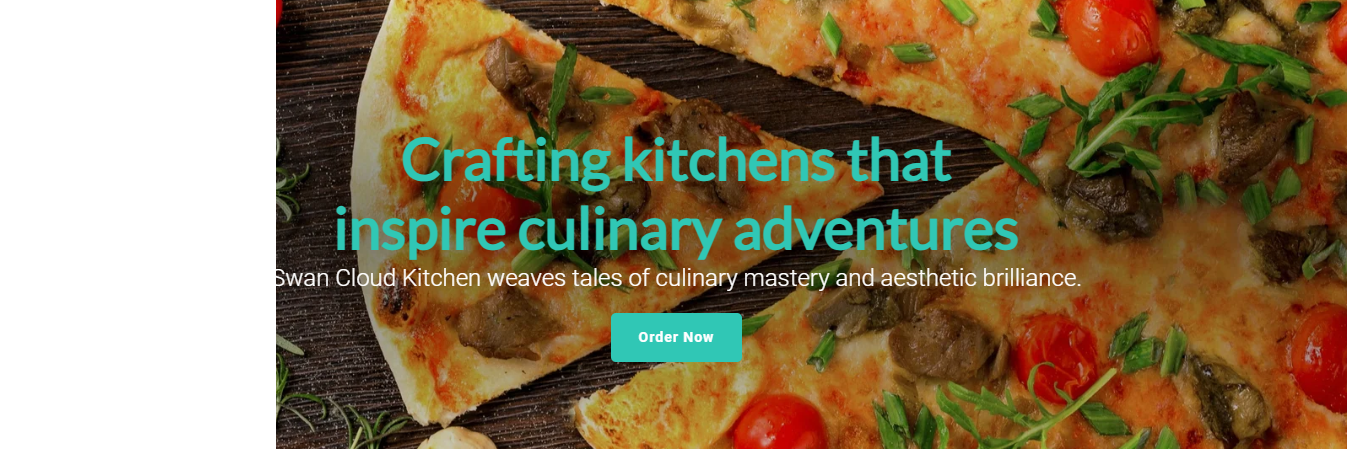 Crafting kitchens that
inspire culinary adventures
Swan Cloud Kitchen weaves tales of culinary mastery and aesthetic brilliance.
Order Now